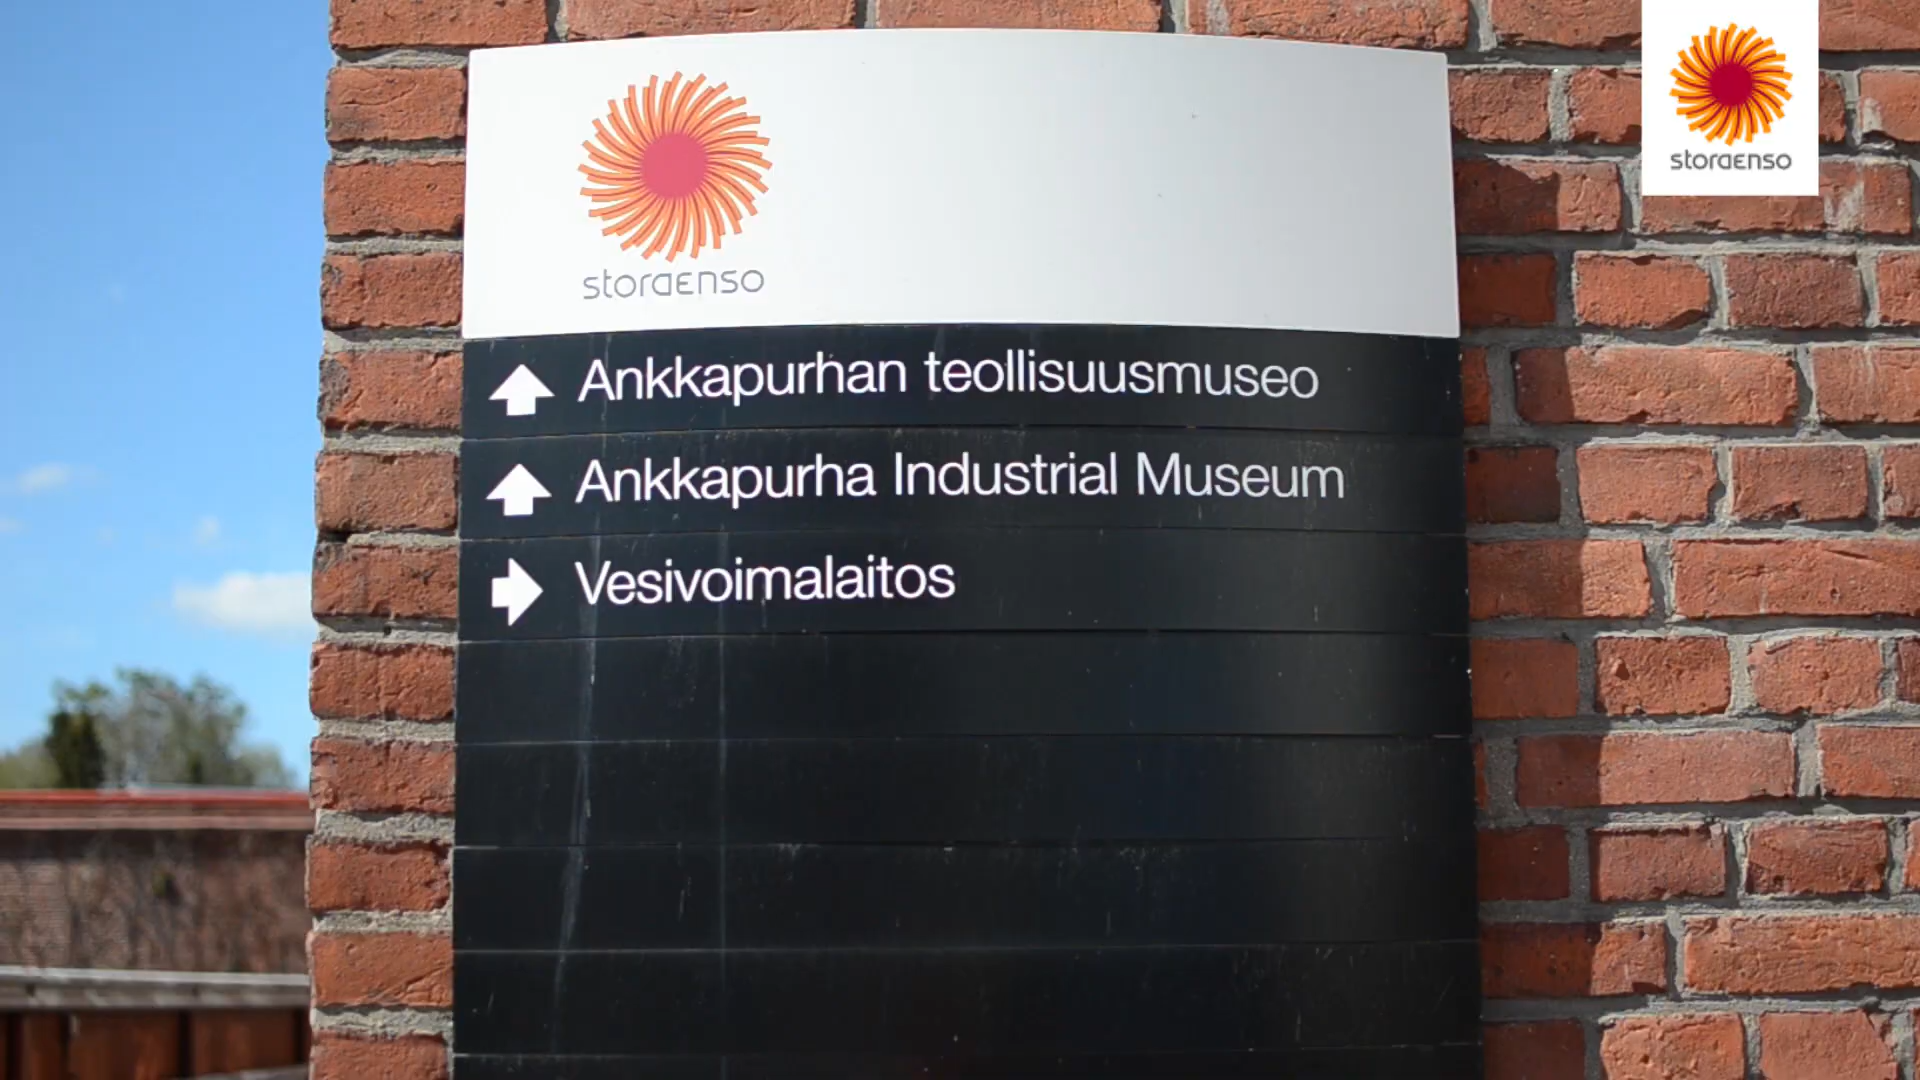 storaenso
storaenso
Ankkapurhan teollisuusmuseo
Ankkapurha Industrial Museum
Vesivoimalaitos